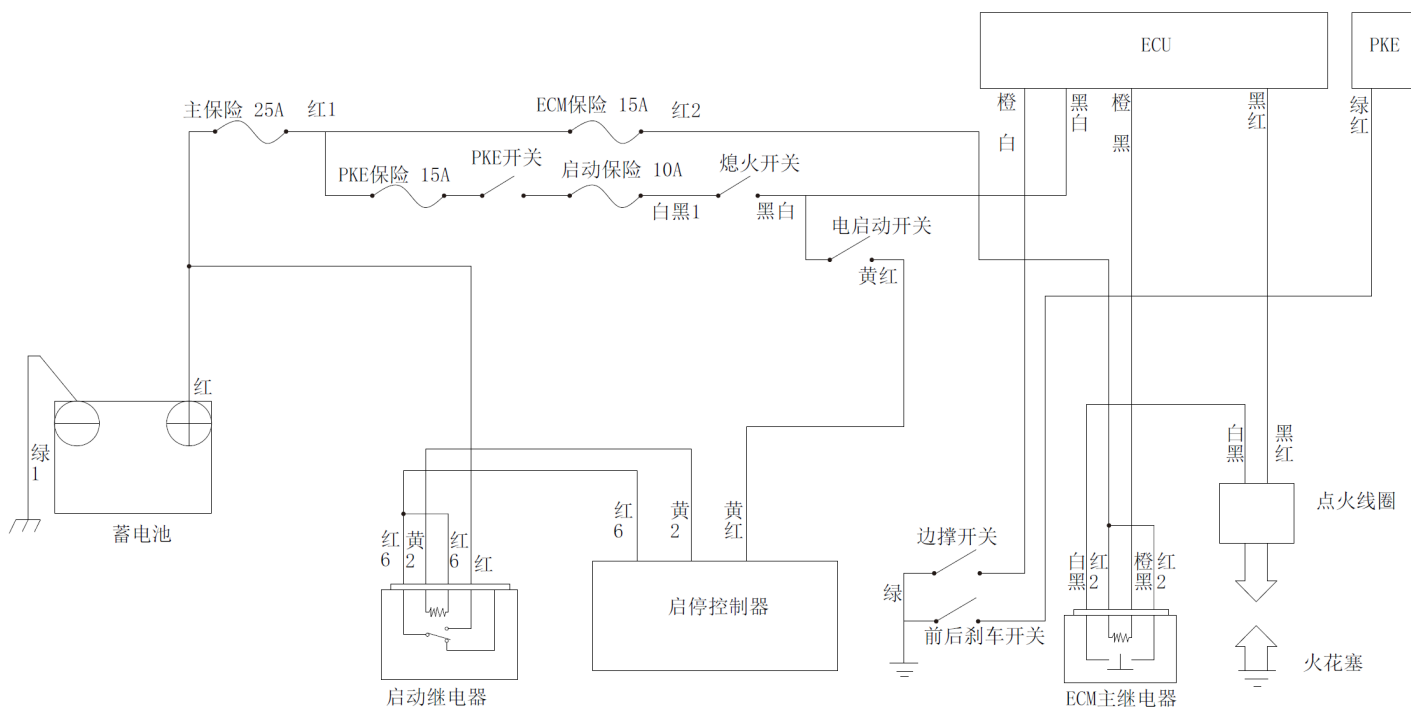 ECU
PKE
主保险 25A
红1
ECM保险 15A
红2
橙白
黑白
橙黑
黑红
绿红
PKE保险 15A
PKE开关
启动保险 10A
熄火开关
白黑1
黑白
电启动开关
黄红
红
绿1
蓄电池
红6
黄2
红6
红
启动继电器
红6
黄2
黄红
启停控制器
边撑开关
绿
前后刹车开关
白黑
黑红
点火线圈
白黑
红2
橙黑
红2
ECM主继电器
火花塞